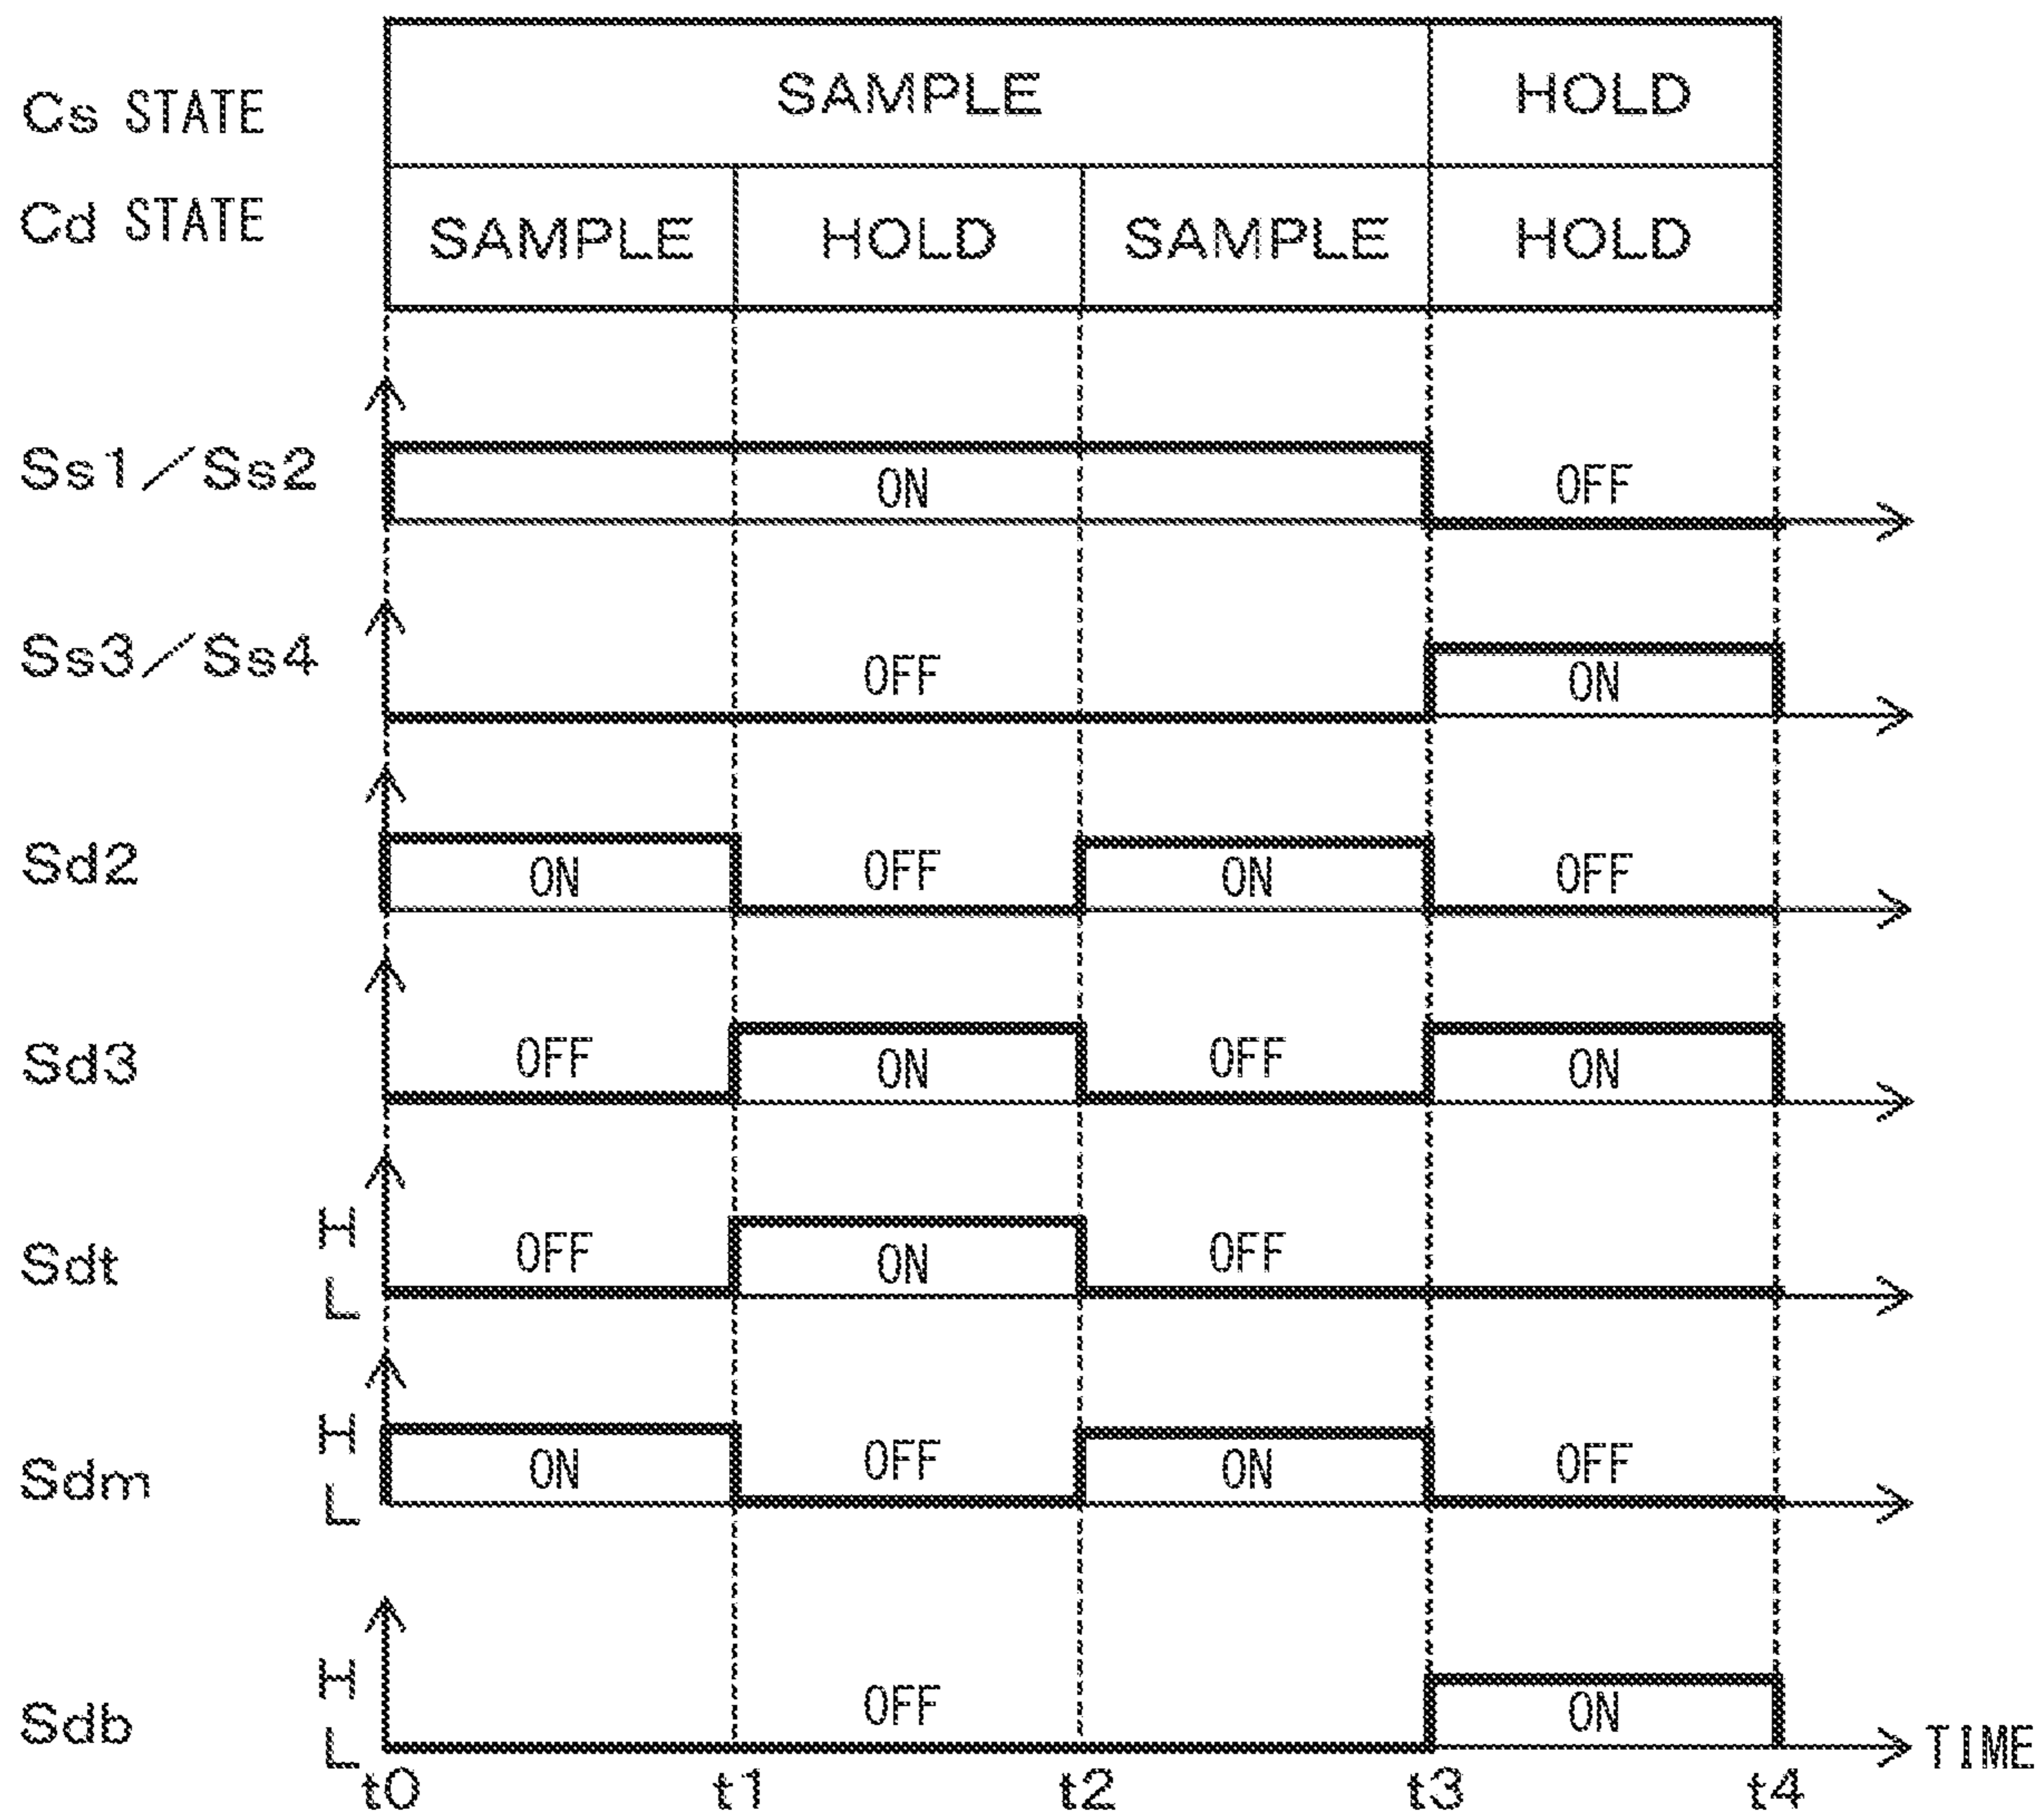 Cs STATE SAMPLE HOLD
Cd STATE SAMPLE HOLD SAMPLE HOLD
Ss1／Ss2 ON OFF
Ss3／Ss4 OFF ON
Sd2 ON OFF ON OFF
Sd3 OFF ON OFF ON
Sdt H L OFF ON OFF
Sdm H L ON OFF ON OFF
Sdb H L OFF ON TIME
t0 t1 t2 t3 t4